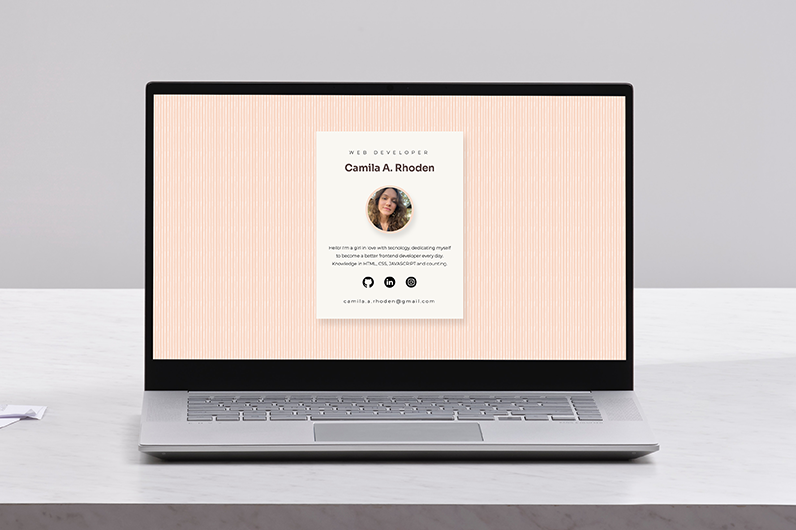 WEB DEVELOPER
Camila A. Rhoden
Hello! I'm a girl in love with tecnology, dedicating myself
to become a better frontend developer every day.
Knowledge in HTML, CSS, JAVASCRIPT and counting.
in
camila.a.rhoden@gmail.com